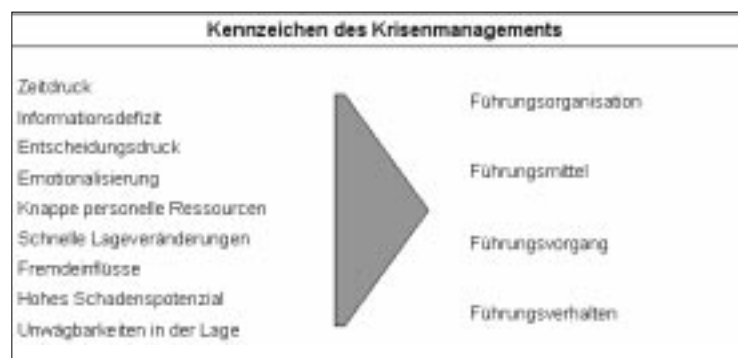 Kennzeichen des Krisenmanagements
Zeitdruck
Informationsdefizit
Entscheidungsdruck
Emotionalisierung
Knappe personelle Ressourcen
Schnelle Lageveränderungen
Fremdeinflüsse
Hohes Schadenspotenzial
Unwägbarkeiten in der Lage
Führungsorganisation
Führungsmittel
Führungsvorgang
Führungsverhalten